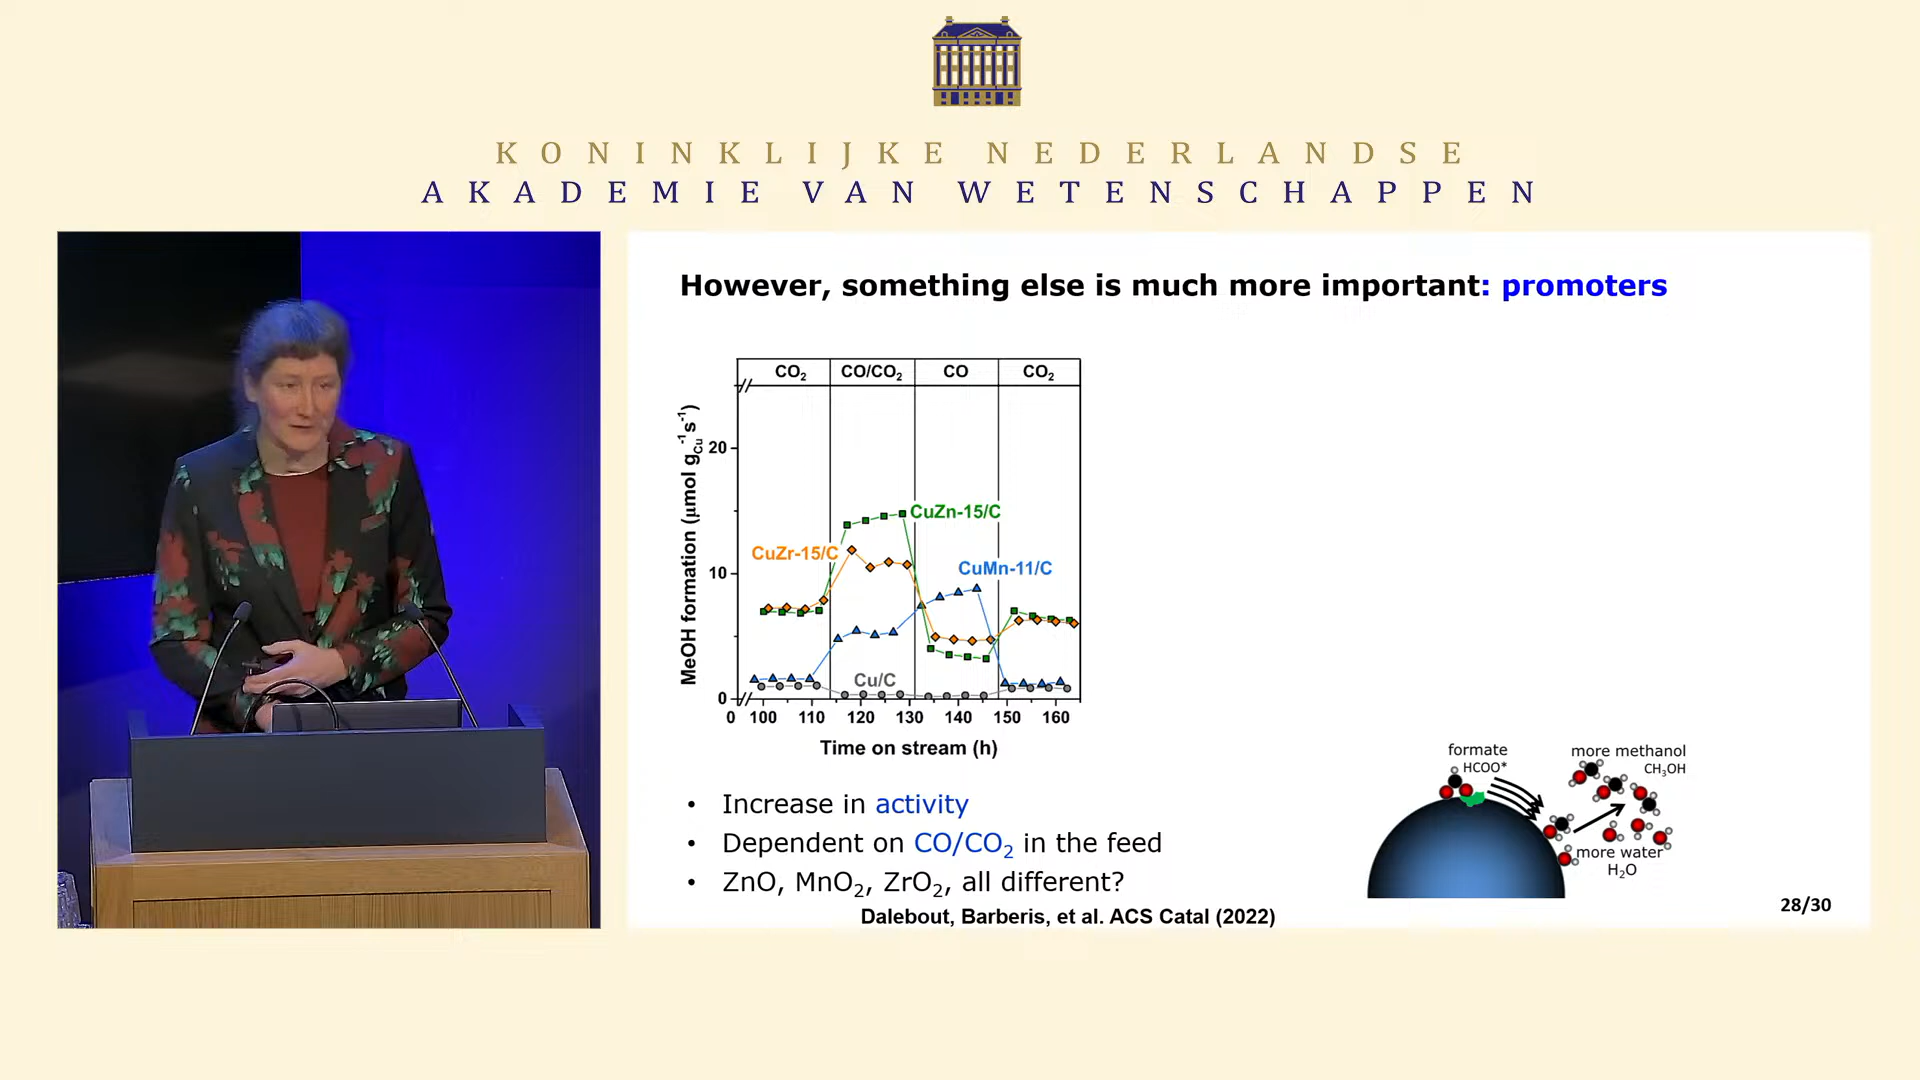 KONINKLIJKE NEDERLANDSE
AKADEMIE VAN WETENSCHAPPEN
However, something else is much more important: promoters
CO₂ CO/CO₂ CO CO₂
MeOH formation (μmol g_Cu⁻¹s⁻¹)
20
10
0
CuZn-15/C
CuZr-15/C
CuMn-11/C
Cu/C
0 100 110 120 130 140 150 160
Time on stream (h)
• Increase in activity
• Dependent on CO/CO₂ in the feed
• ZnO, MnO₂, ZrO₂, all different?
Dalebout, Barberis, et al. ACS Catal (2022)
formate
HCOO*
more methanol
CH₃OH
more water
H₂O
28/30